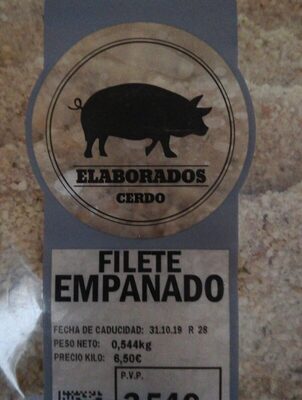 ELABORADOS
CERDO
FILETE
EMPANADO
FECHA DE CADUCIDAD: 31.10.19 R 28
PESO NETO: 0,544kg
PRECIO KILO: 6,50€
P.V.P.